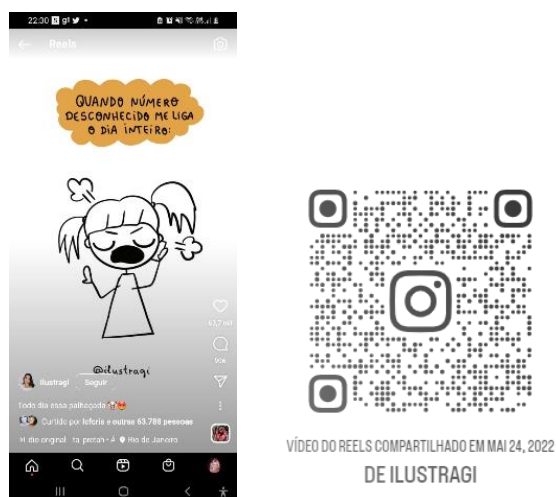 22:30
Reels
QUANDO NÚMERO
DESCONHECIDO ME LIGA
O DIA INTEIRO:
@ilustragi
ilustragi Seguir
todo dia essa palhaçada
Curtido por e outras 63.788 pessoas
original Rio de Janeiro
VÍDEO DO REELS COMPARTILHADO EM MAI 24, 2022
DE ILUSTRAGI